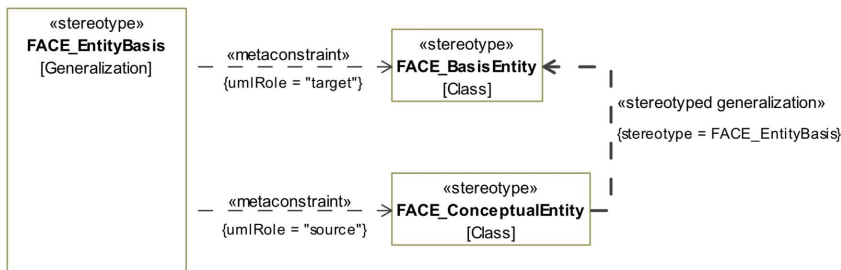 «stereotype»
FACE_EntityBasis
[Generalization]
«metaconstraint»
{umlRole = "target"}
«stereotype»
FACE_BasisEntity
[Class]
«stereotyped generalization»
{stereotype = FACE_EntityBasis}
«metaconstraint»
{umlRole = "source"}
«stereotype»
FACE_ConceptualEntity
[Class]